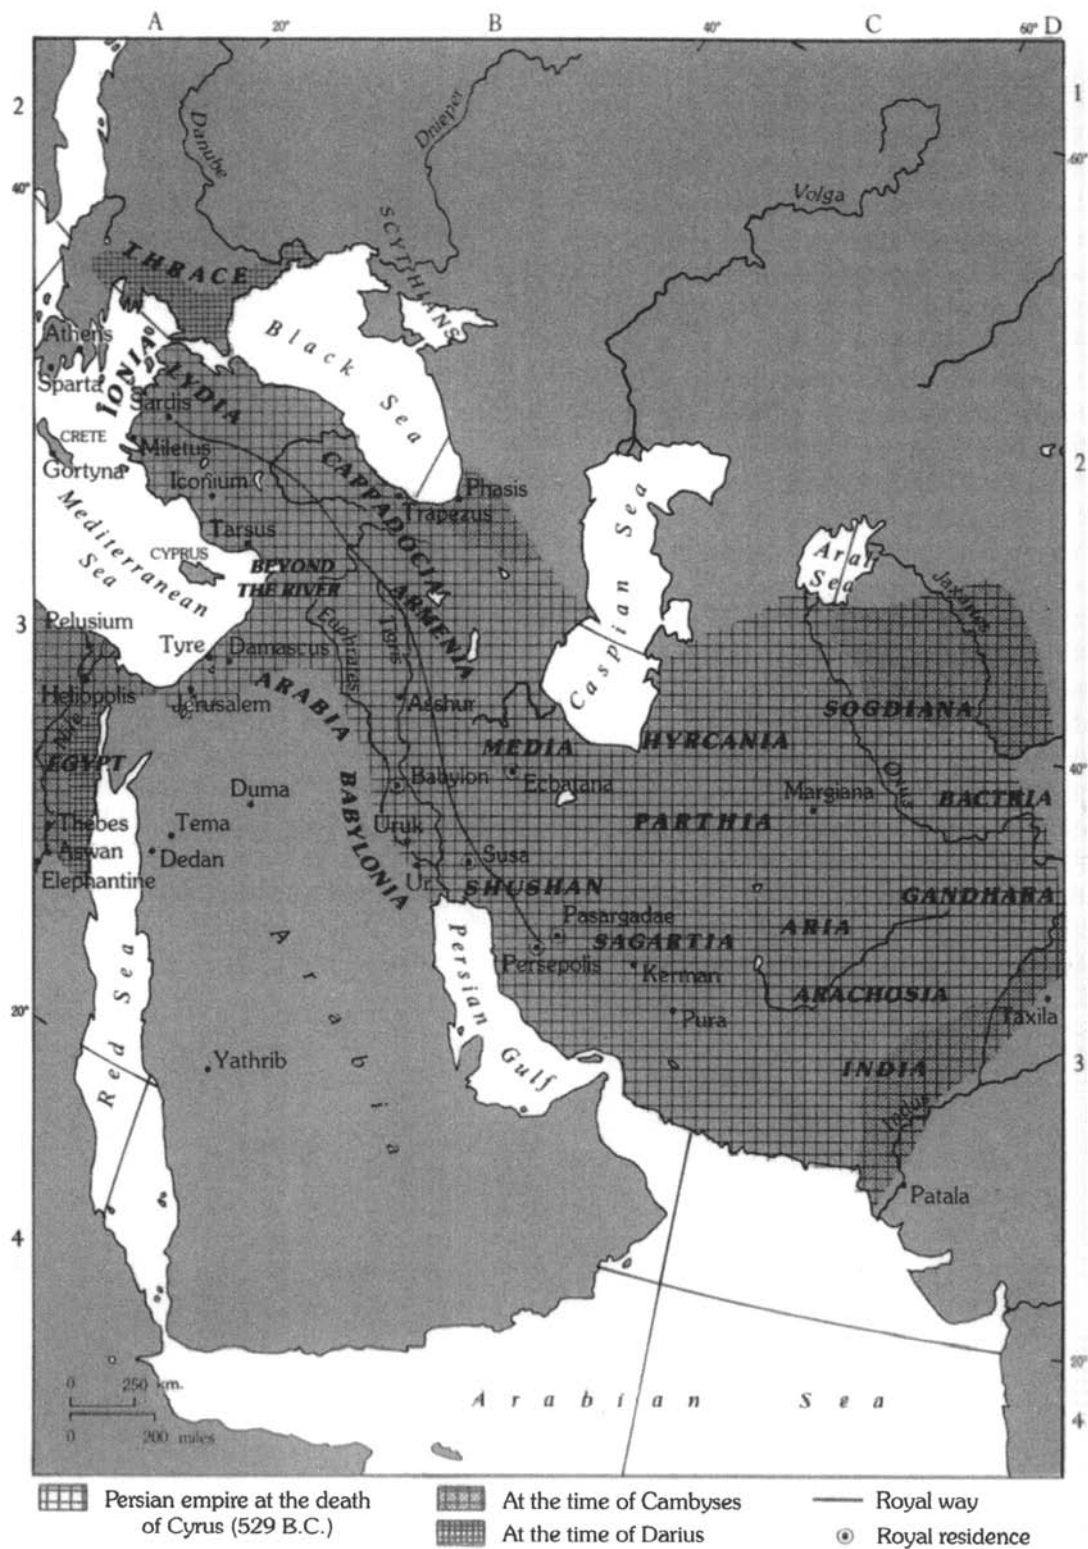 A 20° B 40° C 60° D
2
1
Danube
Dnieper
60°
40°
Volga
SCYTHIANS
THRACE
Black Sea
Athens
IONIA
LYDIA
Sparta
Sardis
CRETE
Miletus
Gortyna
Iconium
CAPPADOCIA
Phasis
2
Trapezus
Mediterranean Sea
Tarsus
CYPRUS
BEYOND
THE RIVER
Caspian Sea
Aral
Sea
Jaxartes
3
Pelusium
ARMENIA
Euphrates
Tigris
Tyre
Damascus
Heliopolis
Jerusalem
ARABIA
Asshur
SOGDIANA
Nile
MEDIA
HYRCANIA
EGYPT
BABYLONIA
Babylon
Ecbatana
Oxus
40°
Duma
Margiana
BACTRIA
Thebes
Tema
Uruk
PARTHIA
Aswan
Dedan
Susa
Elephantine
Ur
SHUSHAN
GANDHARA
Pasargadae
ARIA
Arabia
Persian Gulf
SAGARTIA
Persepolis
Kerman
Red Sea
ARACHOSIA
20°
Pura
Taxila
Yathrib
INDIA
3
Indus
Patala
4
0 250 km.
20°
Arabian Sea
4
0 200 miles
Persian empire at the death
of Cyrus (529 B.C.)
At the time of Cambyses
At the time of Darius
Royal way
Royal residence